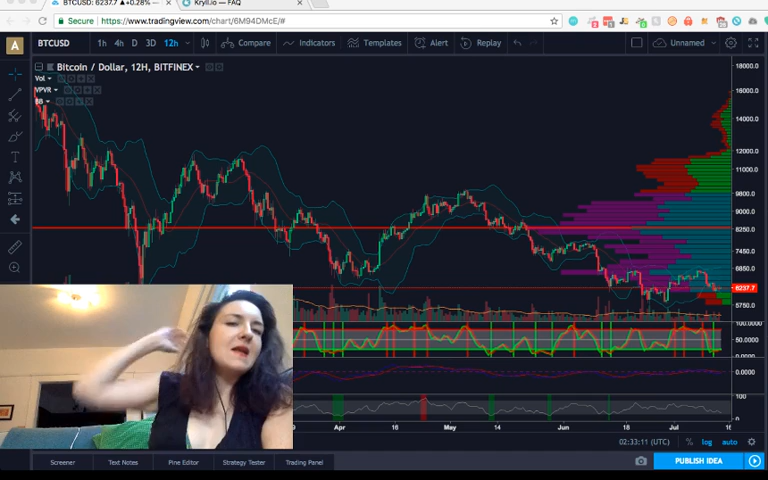 BTCUSD: 6237.7 ▲+0.28%
Kryll.io — FAQ
Secure
https://www.tradingview.com/chart/6M94DMcE/#
A
BTCUSD
1h 4h D 3D 12h
Compare
Indicators
Templates
Alert
Replay
Unnamed
Bitcoin / Dollar, 12H, BITFINEX
Vol
VPVR
BB
18000.0
16000.0
14000.0
12000.0
9800.0
9000.0
8250.0
7450.0
6850.0
6237.7
5750.0
100.0000
50.0000
0.0000
0.0000
100
0
Apr 16 May 14 Jun 18 Jul 16
02:33:11 (UTC) % log auto
Screener Text Notes Pine Editor Strategy Tester Trading Panel
PUBLISH IDEA